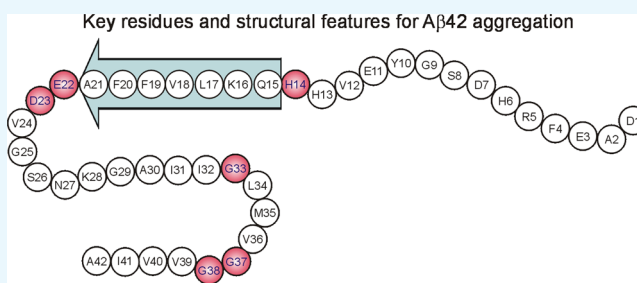 Key residues and structural features for Aβ42 aggregation
E22 A21 F20 F19 V18 L17 K16 Q15 H14 H13 V12 E11 Y10 G9 S8 D7 H6 R5 F4 E3 A2 D1
D23
V24
G25
S26 N27 K28 G29 A30 I31 I32 G33
L34
M35
V36
A42 I41 V40 V39 G38 G37